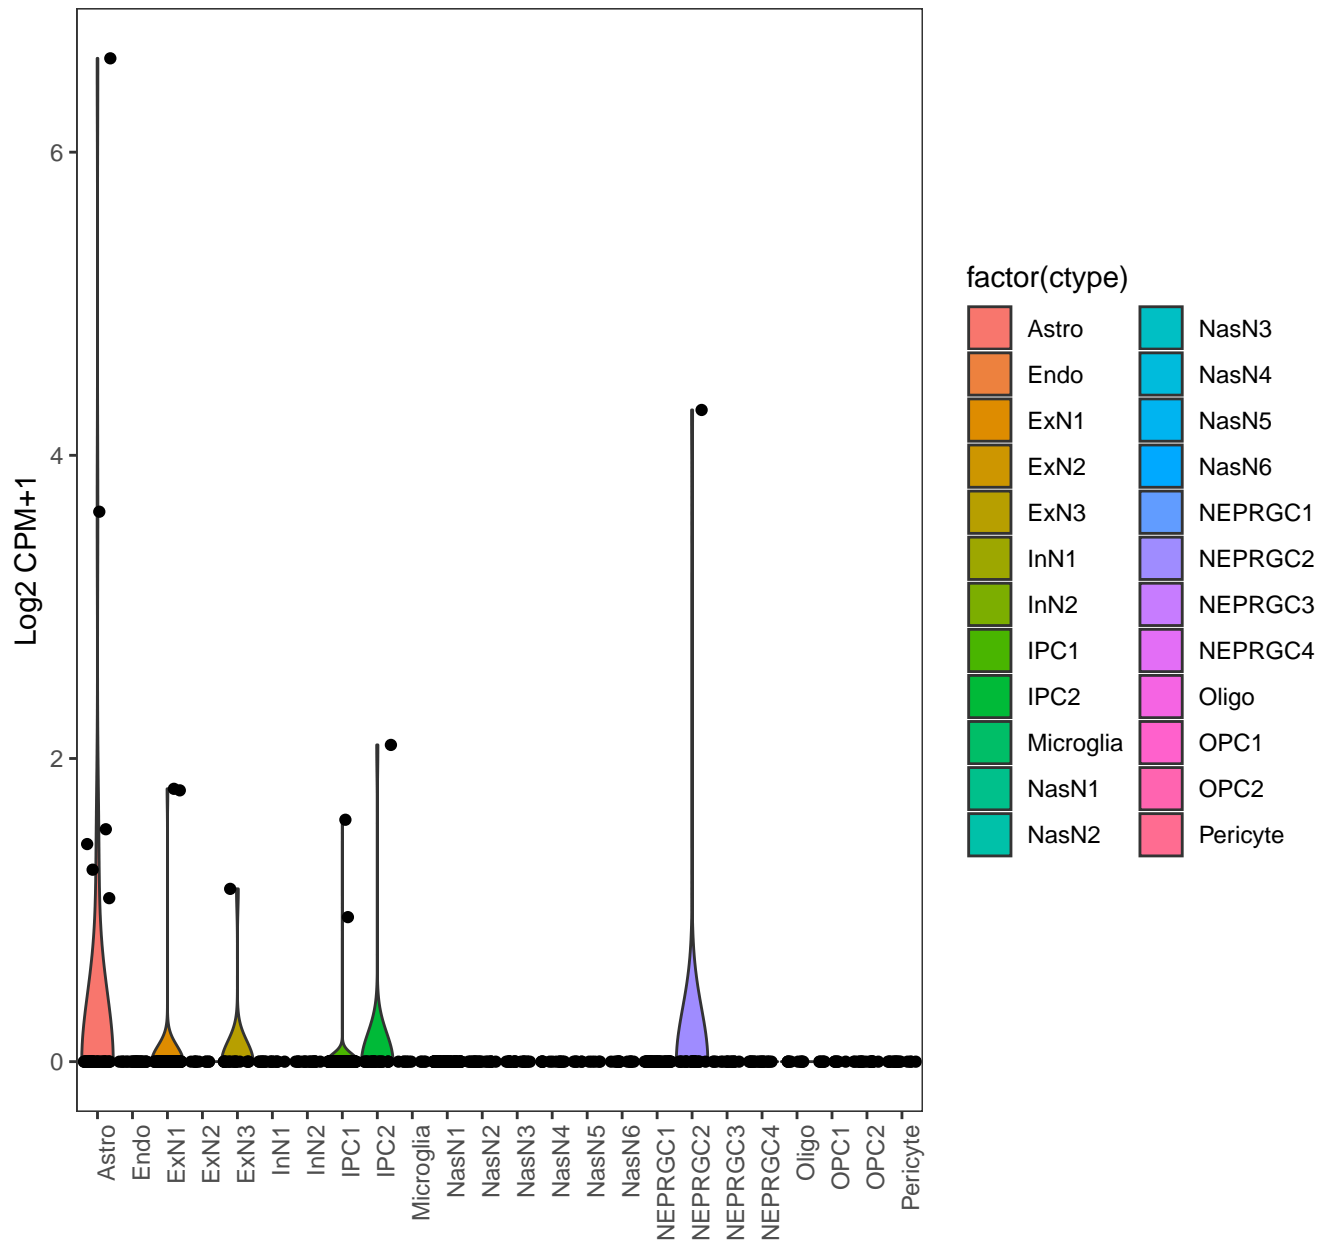 Log2 CPM+1
6
4
2
0
Astro
Endo
ExN1
ExN2
ExN3
InN1
InN2
IPC1
IPC2
Microglia
NasN1
NasN2
NasN3
NasN4
NasN5
NasN6
NEPRGC1
NEPRGC2
NEPRGC3
NEPRGC4
Oligo
OPC1
OPC2
Pericyte
factor(ctype)
Astro
Endo
ExN1
ExN2
ExN3
InN1
InN2
IPC1
IPC2
Microglia
NasN1
NasN2
NasN3
NasN4
NasN5
NasN6
NEPRGC1
NEPRGC2
NEPRGC3
NEPRGC4
Oligo
OPC1
OPC2
Pericyte